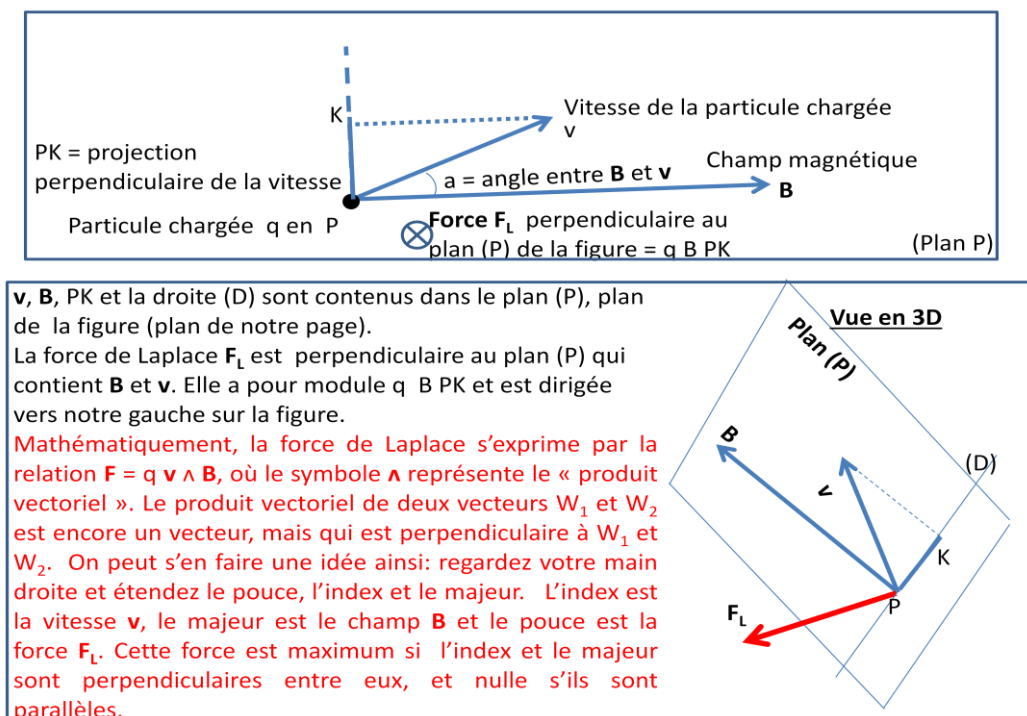 K
Vitesse de la particule chargée
v
PK = projection
perpendiculaire de la vitesse
a = angle entre B et v
Champ magnétique
B
Particule chargée q en P
Force F_L perpendiculaire au
plan (P) de la figure = q B PK
(Plan P)
v, B, PK et la droite (D) sont contenus dans le plan (P), plan
de la figure (plan de notre page).
La force de Laplace F_L est perpendiculaire au plan (P) qui
contient B et v. Elle a pour module q B PK et est dirigée
vers notre gauche sur la figure.
Mathématiquement, la force de Laplace s’exprime par la
relation F = q v ∧ B, où le symbole ∧ représente le « produit
vectoriel ». Le produit vectoriel de deux vecteurs W_1 et W_2
est encore un vecteur, mais qui est perpendiculaire à W_1 et
W_2. On peut s’en faire une idée ainsi: regardez votre main
droite et étendez le pouce, l’index et le majeur. L’index est
la vitesse v, le majeur est le champ B et le pouce est la
force F_L. Cette force est maximum si l’index et le majeur
sont perpendiculaires entre eux, et nulle s’ils sont
parallèles.
Vue en 3D
Plan (P)
B
v
(D)
K
P
F_L